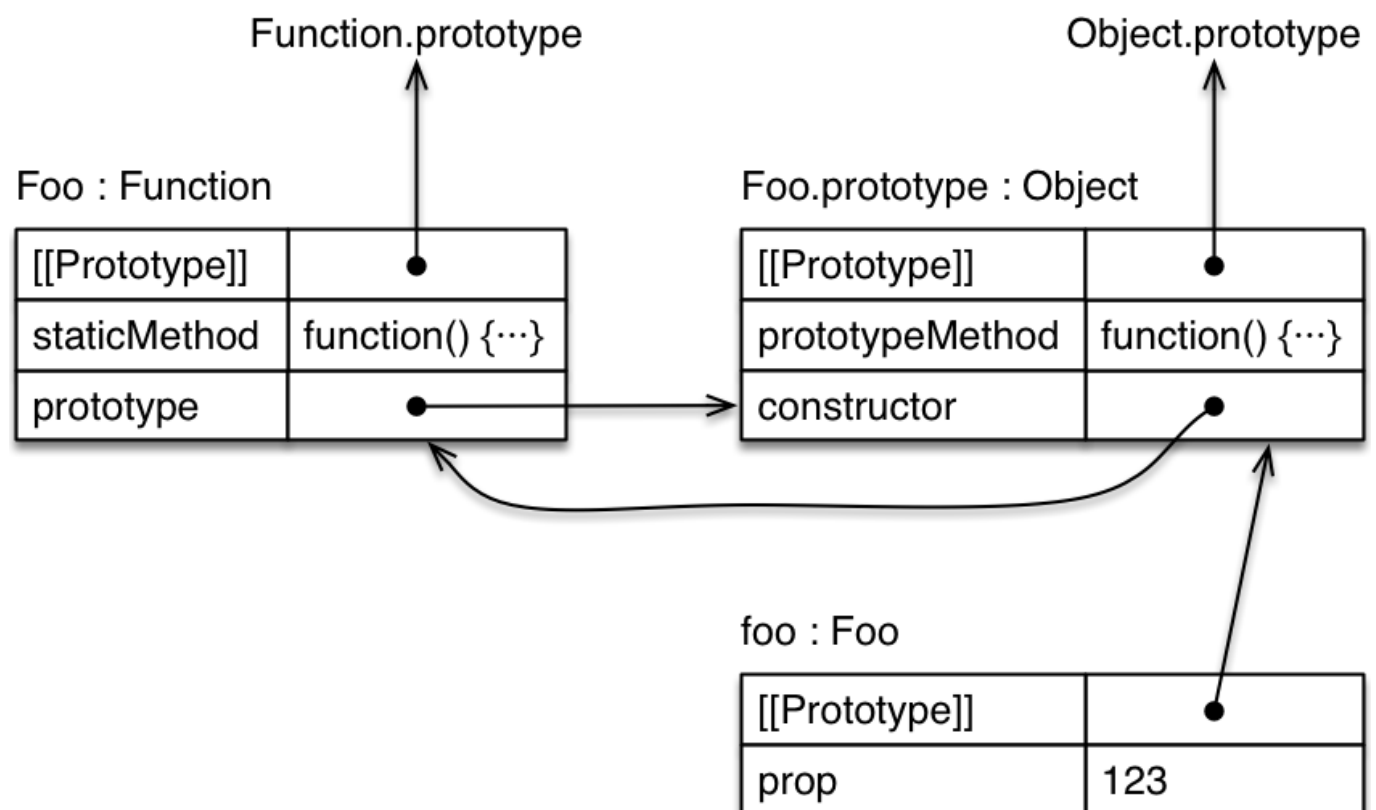 Function.prototype
Object.prototype
Foo : Function
[[Prototype]]
staticMethod function() {···}
prototype
Foo.prototype : Object
[[Prototype]]
prototypeMethod function() {···}
constructor
foo : Foo
[[Prototype]]
prop 123